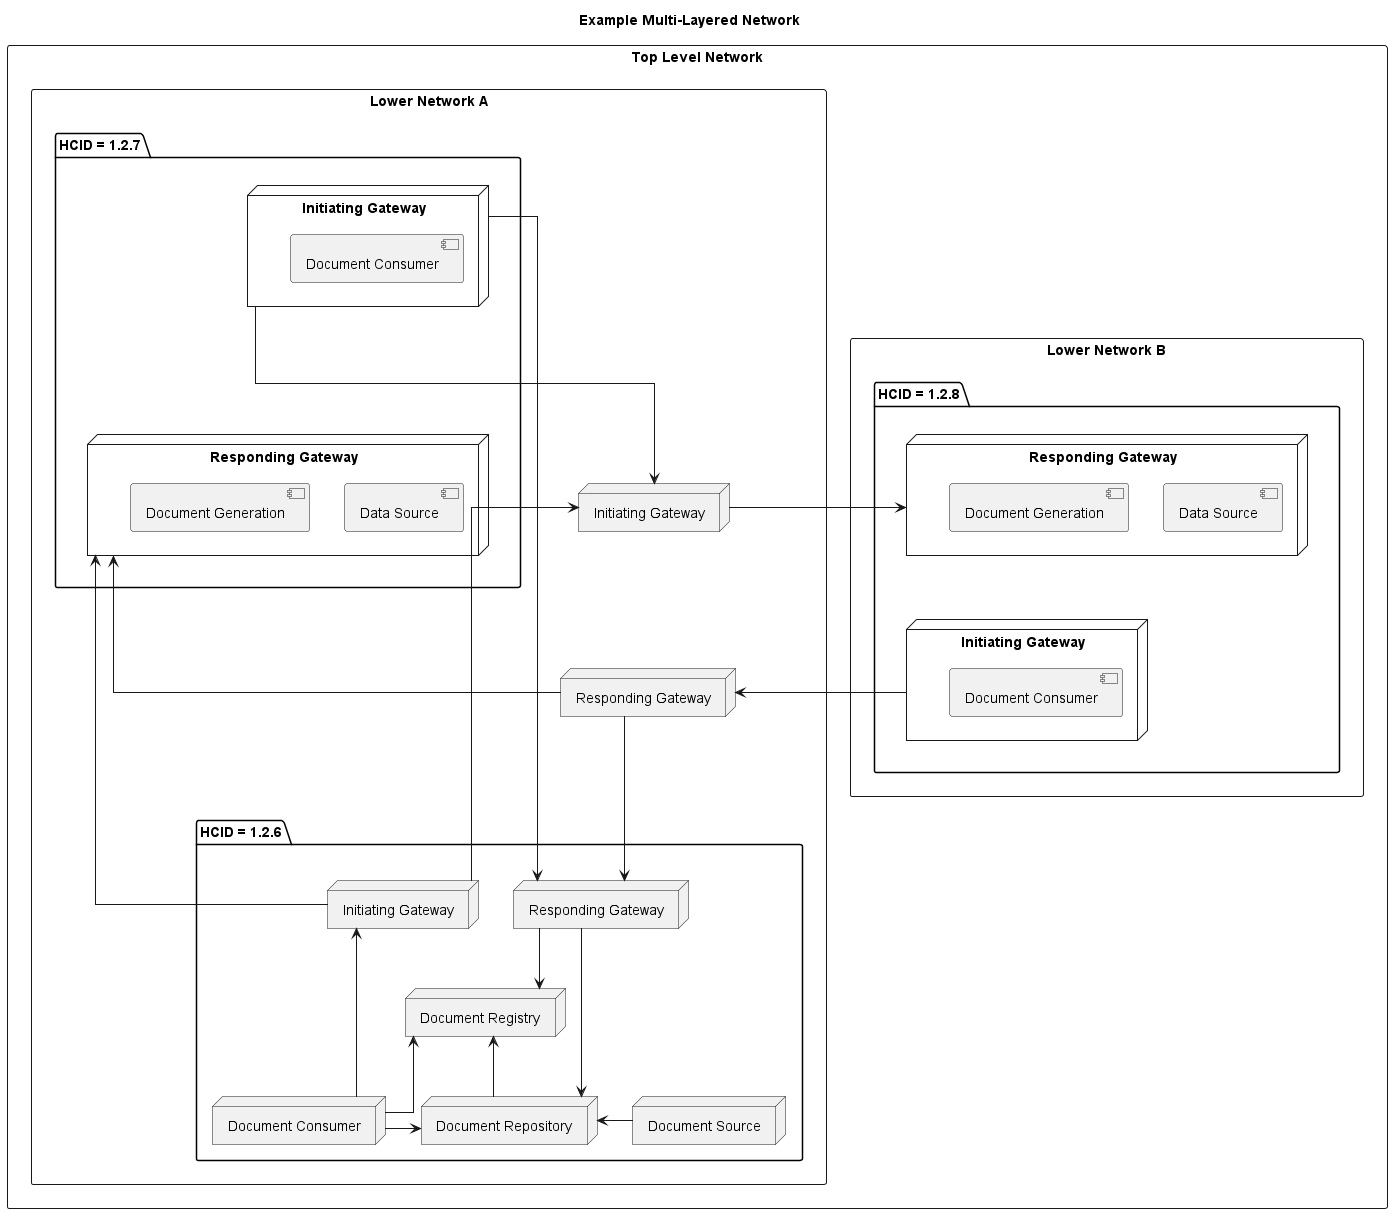 Example Multi-Layered Network
Top Level Network
Lower Network A
HCID = 1.2.7
Initiating Gateway
Document Consumer
Responding Gateway
Document Generation
Data Source
Initiating Gateway
Responding Gateway
HCID = 1.2.6
Initiating Gateway
Responding Gateway
Document Registry
Document Consumer
Document Repository
Document Source
Lower Network B
HCID = 1.2.8
Responding Gateway
Document Generation
Data Source
Initiating Gateway
Document Consumer